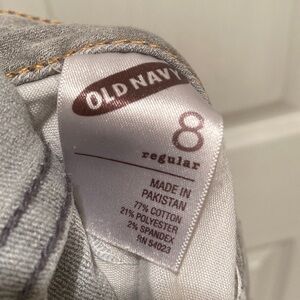 OLD NAVY
8
regular
MADE IN
PAKISTAN
77% COTTON
21% POLYESTER
2% SPANDEX
RN 54023